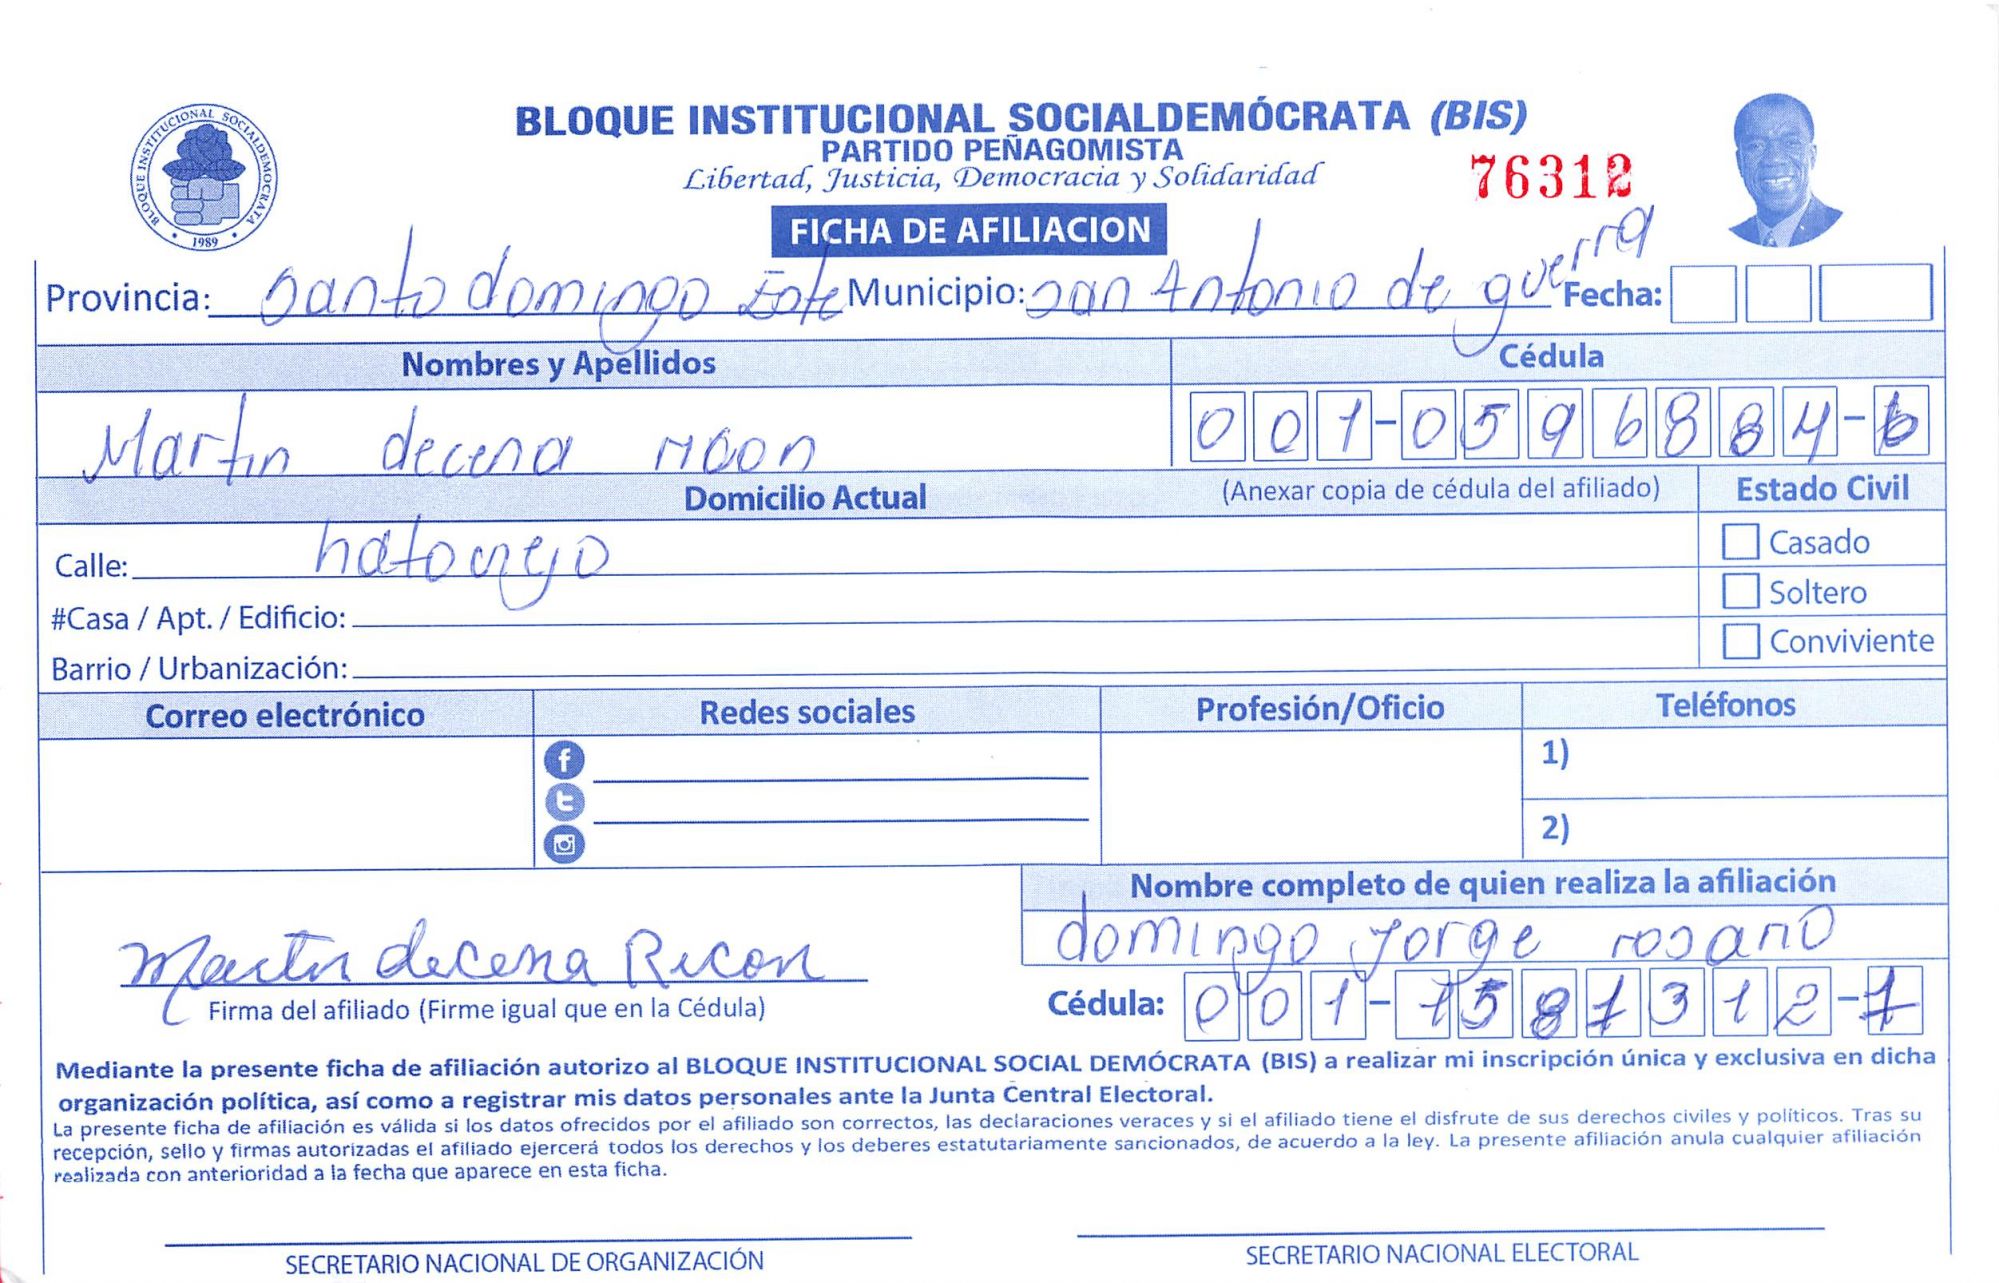 BLOQUE INSTITUCIONAL SOCIALDEMÓCRATA (BIS)
PARTIDO PEÑAGOMISTA
Libertad, Justicia, Democracia y Solidaridad
76312
BLOQUE INSTITUCIONAL SOCIALDEMOCRATA
1989
FICHA DE AFILIACION
Provincia: Santo domingo Este Municipio: San Antonio de guerra Fecha:
Nombres y Apellidos Cédula
Martin decena 001-0596884-6
Domicilio Actual (Anexar copia de cédula del afiliado) Estado Civil
Calle: Casado
#Casa / Apt. / Edificio: Soltero
Barrio / Urbanización: Conviviente
Correo electrónico Redes sociales Profesión/Oficio Teléfonos
1)
2)
Nombre completo de quien realiza la afiliación
domingo Jorge rosario
Martin decena Ricon
Firma del afiliado (Firme igual que en la Cédula) Cédula: 001-1581312-1
Mediante la presente ficha de afiliación autorizo al BLOQUE INSTITUCIONAL SOCIAL DEMÓCRATA (BIS) a realizar mi inscripción única y exclusiva en dicha
organización política, así como a registrar mis datos personales ante la Junta Central Electoral.
La presente ficha de afiliación es válida si los datos ofrecidos por el afiliado son correctos, las declaraciones veraces y si el afiliado tiene el disfrute de sus derechos civiles y políticos. Tras su
recepción, sello y firmas autorizadas el afiliado ejercerá todos los derechos y los deberes estatutariamente sancionados, de acuerdo a la ley. La presente afiliación anula cualquier afiliación
realizada con anterioridad a la fecha que aparece en esta ficha.
SECRETARIO NACIONAL DE ORGANIZACIÓN SECRETARIO NACIONAL ELECTORAL